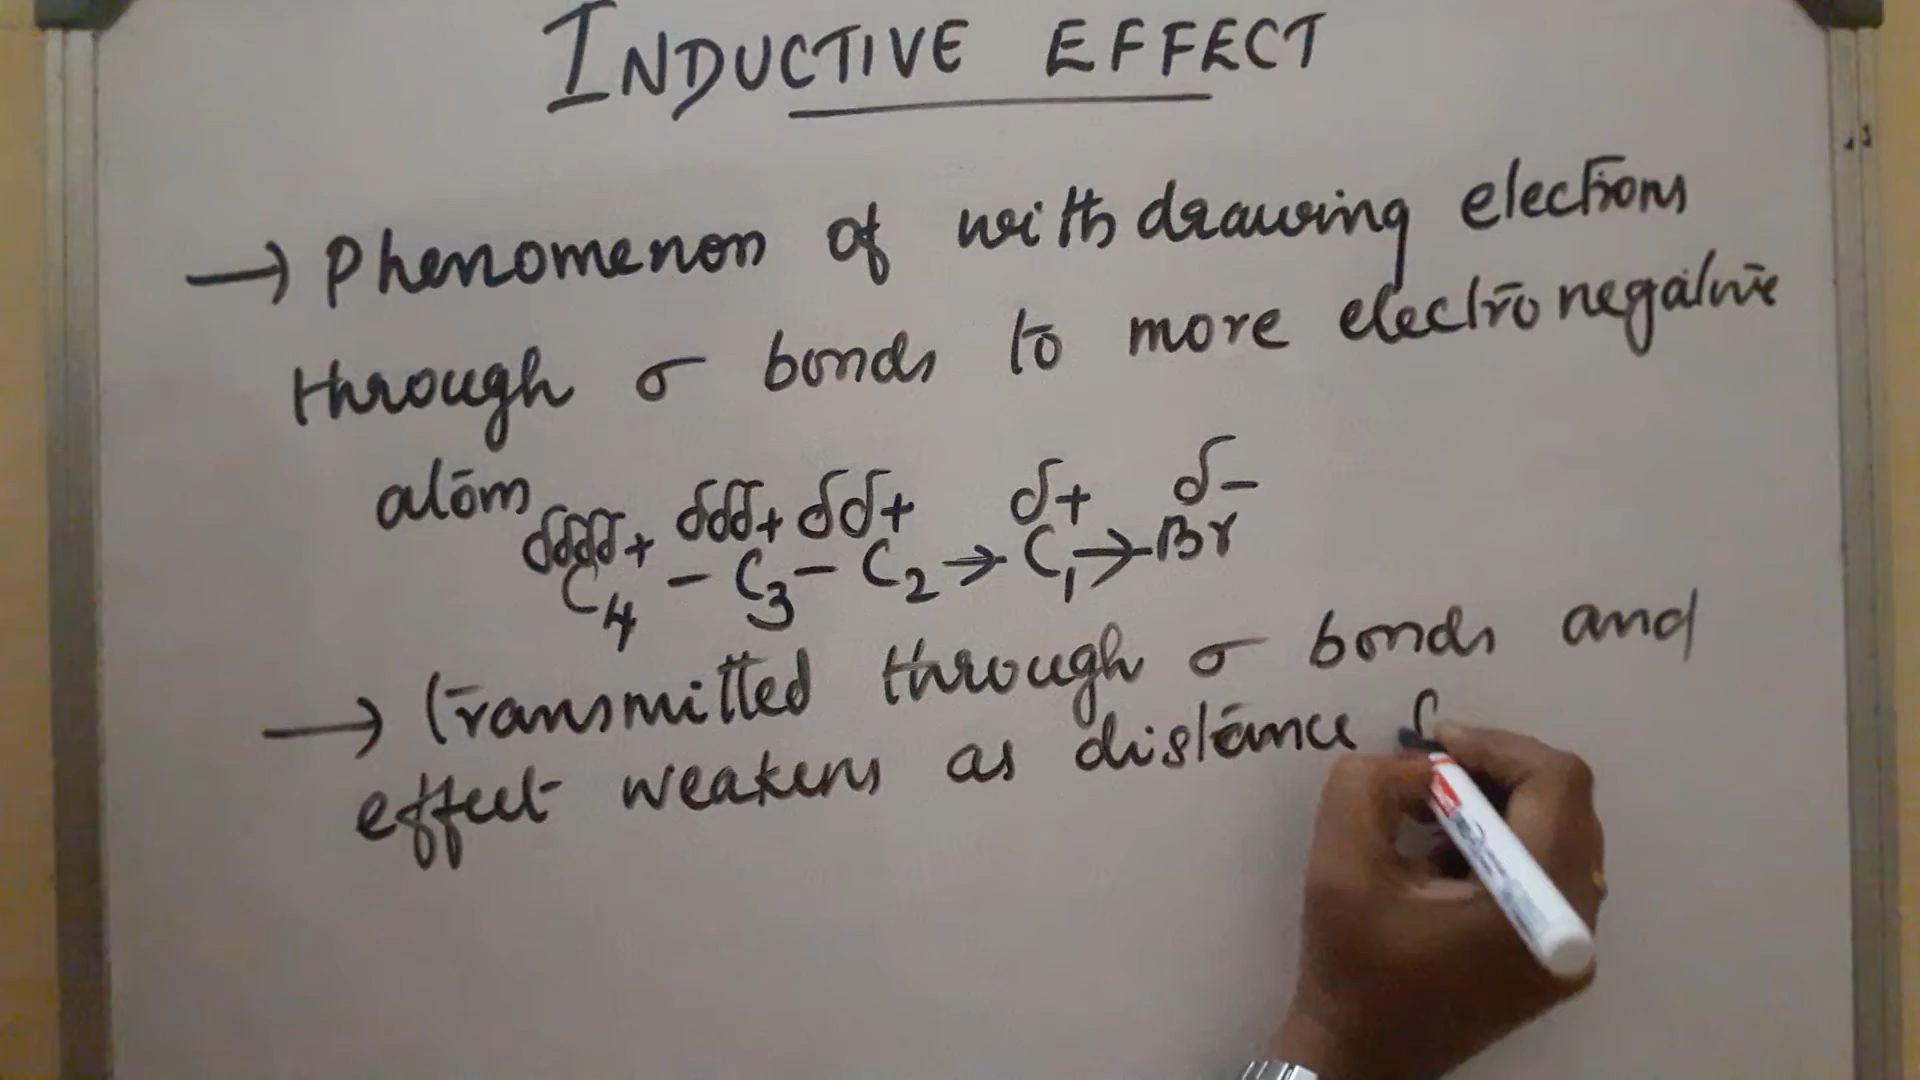 INDUCTIVE EFFECT
→ Phenomenon of withdrawing electrons
through σ bonds to more electronegative
atom
δδδδ+ δδδ+ δδ+ δ+ δ-
C₄ - C₃ - C₂ → C₁ → Br
→ Transmitted through σ bonds and
effect weakens as distance f